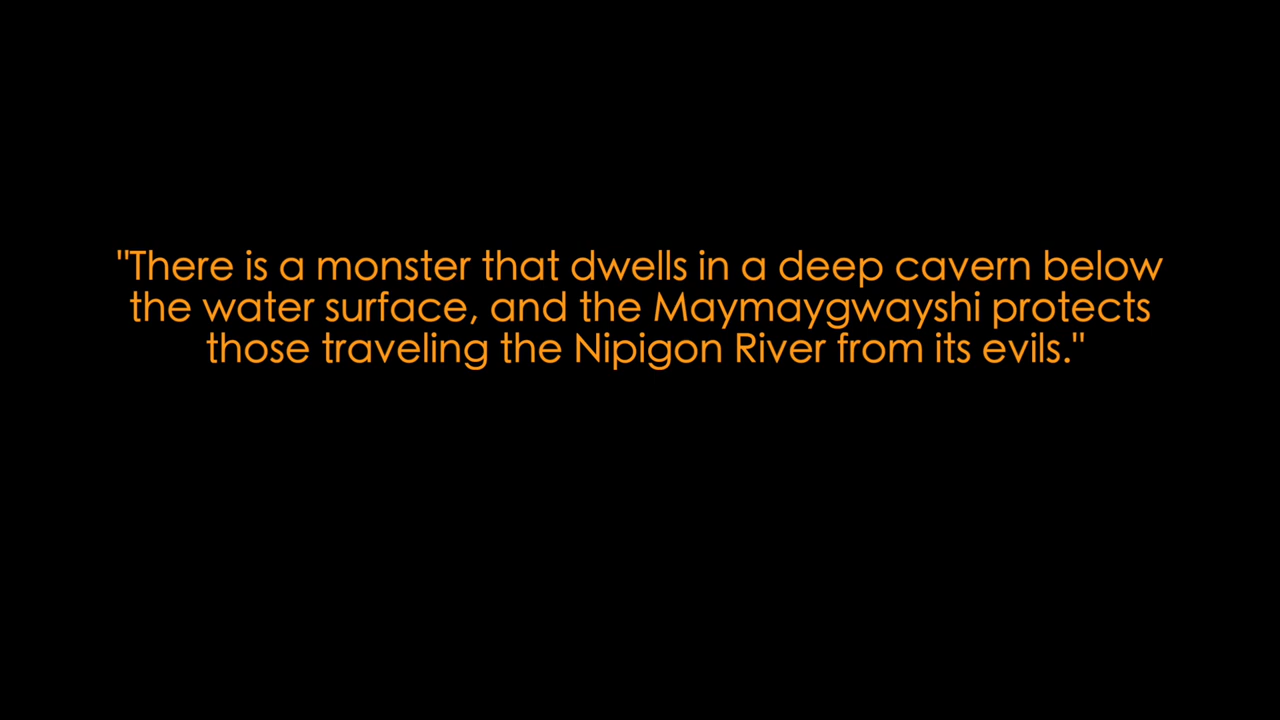 "There is a monster that dwells in a deep cavern below
the water surface, and the Maymaygwayshi protects
those traveling the Nipigon River from its evils."